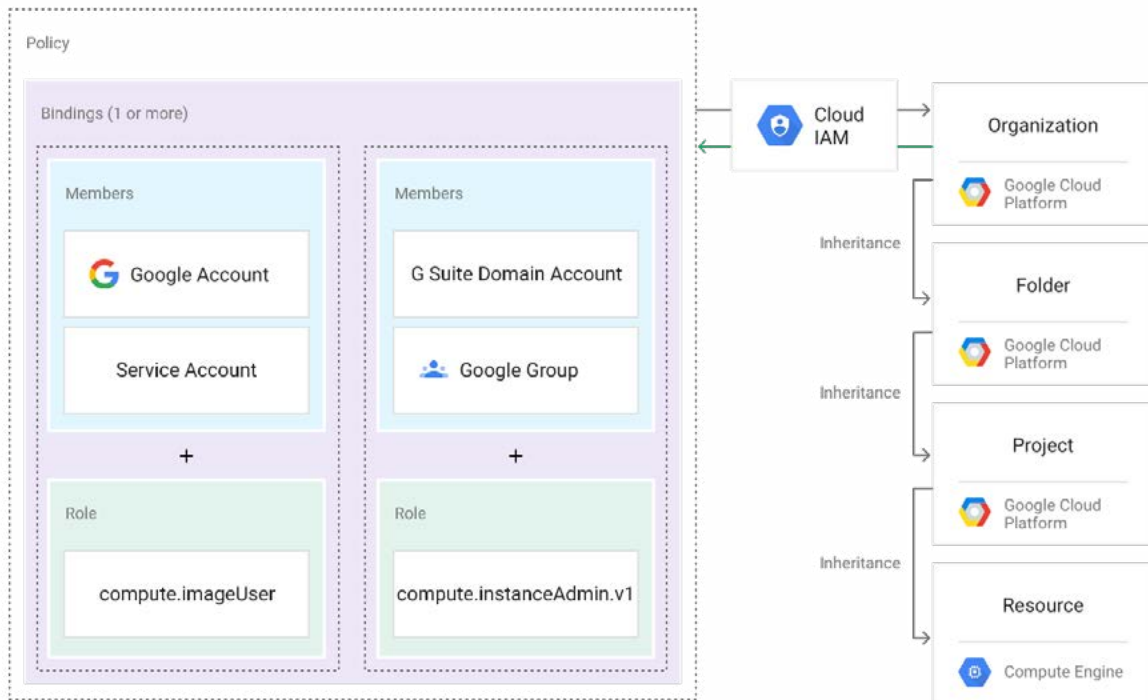 Policy
Bindings (1 or more)
Members
Google Account
Service Account
+
Role
compute.imageUser
Members
G Suite Domain Account
Google Group
+
Role
compute.instanceAdmin.v1
Cloud
IAM
Organization
Google Cloud
Platform
Inheritance
Folder
Google Cloud
Platform
Inheritance
Project
Google Cloud
Platform
Inheritance
Resource
Compute Engine